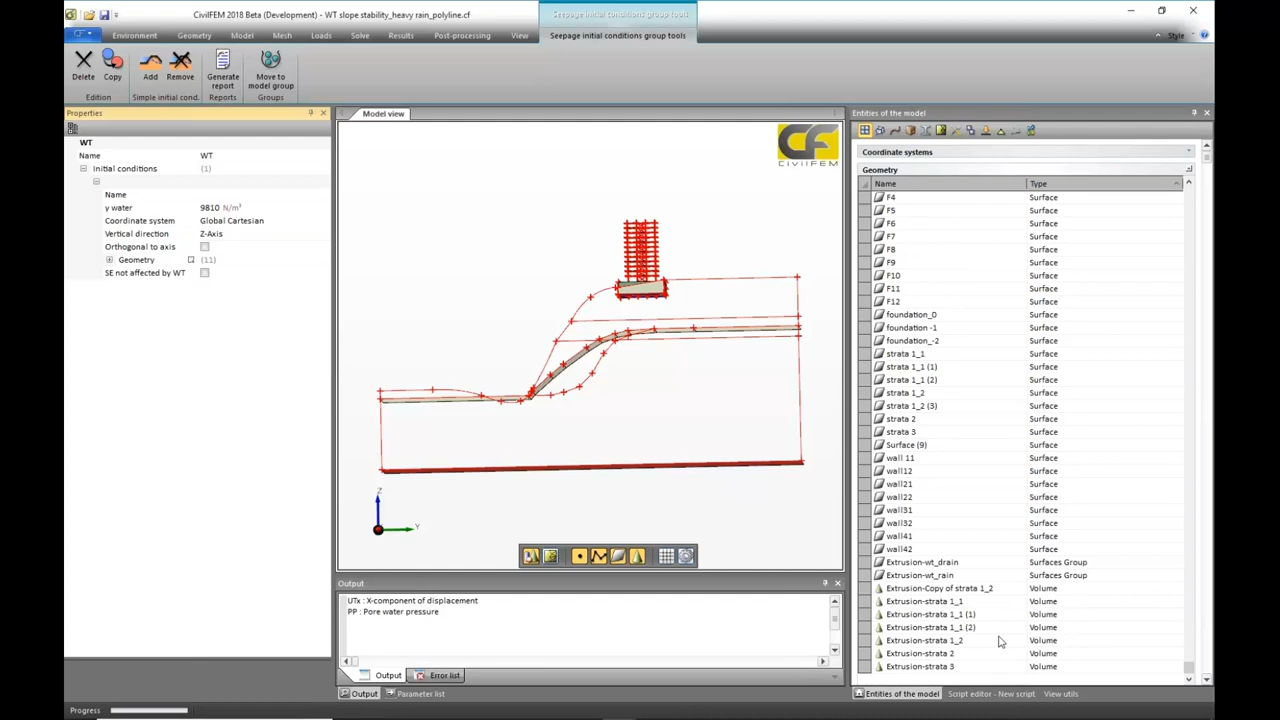 CivilFEM 2018 Beta (Development) - WT slope stability_heavy rain_polyline.cf
Seepage initial conditions group tools
Environment Geometry Model Mesh Loads Solve Results Post-processing View Seepage initial conditions group tools Style
Delete Copy Add Remove Generate report Move to model group
Edition Simple initial cond. Reports Groups
Properties
WT
Name WT
Initial conditions (1)
Name
γ water 9810 N/m³
Coordinate system Global Cartesian
Vertical direction Z-Axis
Orthogonal to axis
Geometry (11)
SE not affected by WT
Model view
CF
CIVILFEM
Z
Y
Output
UTx : X-component of displacement
PP : Pore water pressure
Output Error list
Output Parameter list
Entities of the model
Coordinate systems
Geometry
Name Type
F4 Surface
F5 Surface
F6 Surface
F7 Surface
F8 Surface
F9 Surface
F10 Surface
F11 Surface
F12 Surface
foundation_0 Surface
foundation -1 Surface
foundation_-2 Surface
strata 1_1 Surface
strata 1_1 (1) Surface
strata 1_1 (2) Surface
strata 1_2 Surface
strata 1_2 (3) Surface
strata 2 Surface
strata 3 Surface
Surface (9) Surface
wall 11 Surface
wall12 Surface
wall21 Surface
wall22 Surface
wall31 Surface
wall32 Surface
wall41 Surface
wall42 Surface
Extrusion-wt_drain Surfaces Group
Extrusion-wt_rain Surfaces Group
Extrusion-Copy of strata 1_2 Volume
Extrusion-strata 1_1 Volume
Extrusion-strata 1_1 (1) Volume
Extrusion-strata 1_1 (2) Volume
Extrusion-strata 1_2 Volume
Extrusion-strata 2 Volume
Extrusion-strata 3 Volume
Entities of the model Script editor - New script View utils
Progress